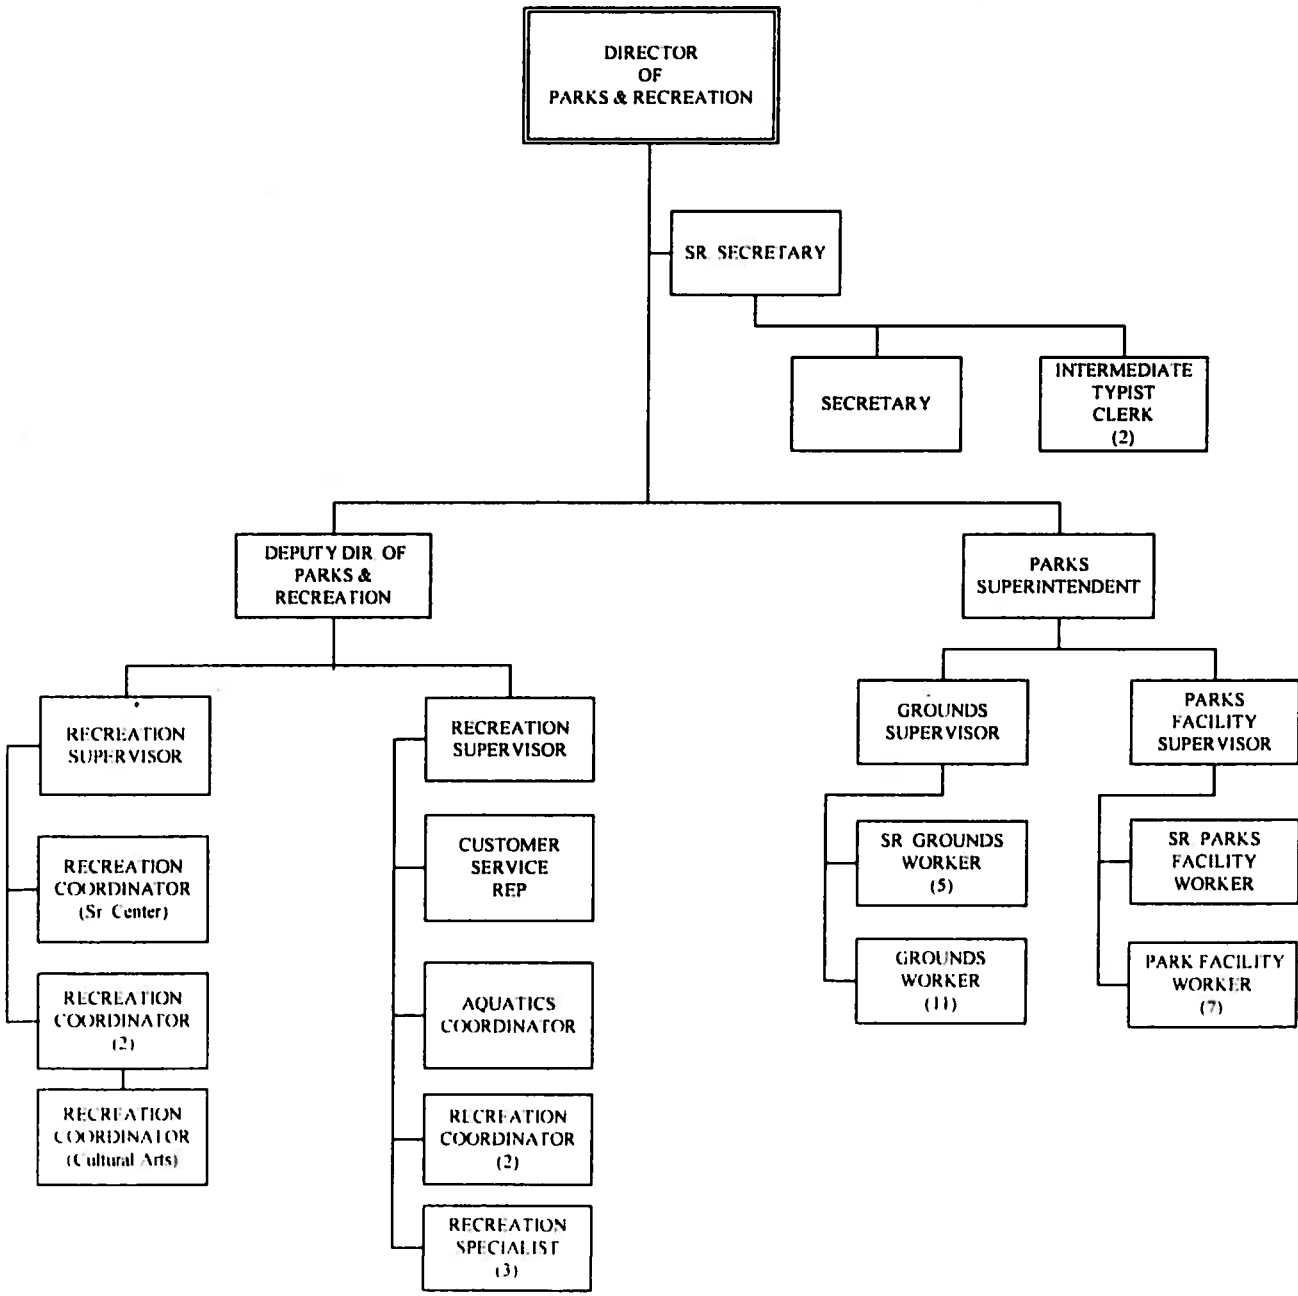 DIRECTOR
OF
PARKS & RECREATION
SR. SECRETARY
SECRETARY
INTERMEDIATE
TYPIST
CLERK
(2)
DEPUTY DIR. OF
PARKS &
RECREATION
PARKS
SUPERINTENDENT
RECREATION
SUPERVISOR
RECREATION
COORDINATOR
(Sr. Center)
RECREATION
COORDINATOR
(2)
RECREATION
COORDINATOR
(Cultural Arts)
RECREATION
SUPERVISOR
CUSTOMER
SERVICE
REP
AQUATICS
COORDINATOR
RECREATION
COORDINATOR
(2)
RECREATION
SPECIALIST
(3)
GROUNDS
SUPERVISOR
SR GROUNDS
WORKER
(5)
GROUNDS
WORKER
(11)
PARKS
FACILITY
SUPERVISOR
SR PARKS
FACILITY
WORKER
PARK FACILITY
WORKER
(7)